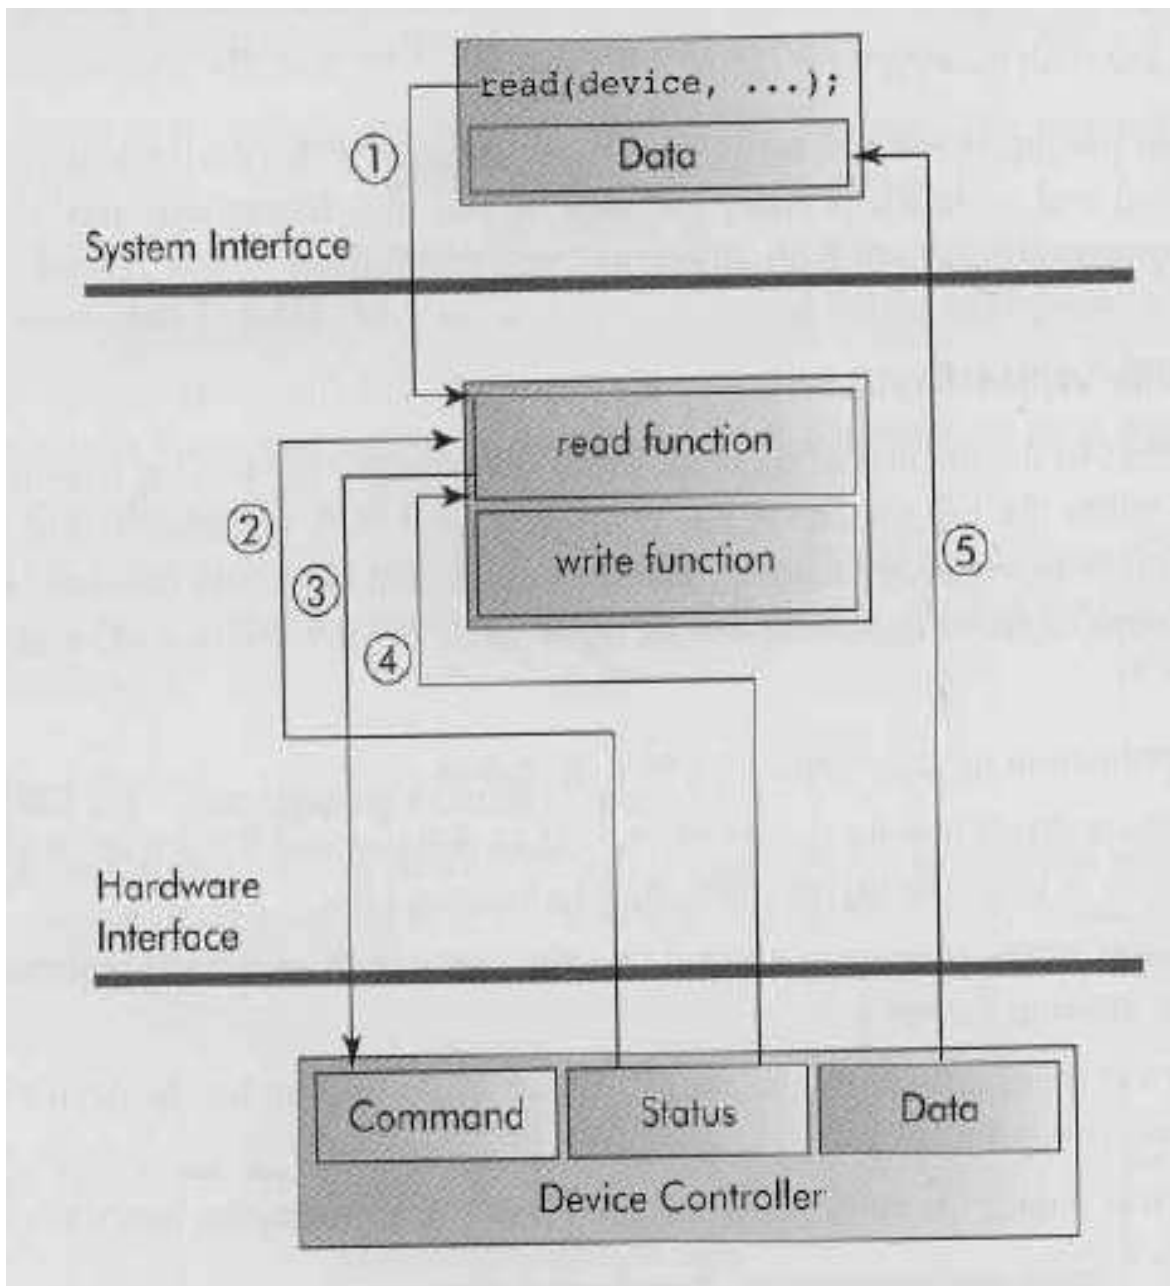 read(device, ...);
Data
①
System Interface
read function
②
write function
⑤
③
④
Hardware
Interface
Command
Status
Data
Device Controller